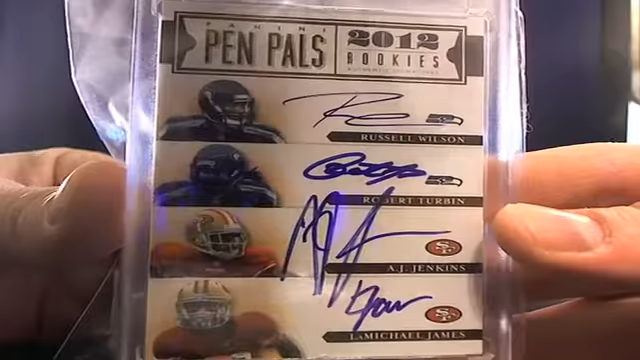 PANINI
PEN PALS
2012
ROOKIES
RUSSELL WILSON
ROBERT TURBIN
A.J. JENKINS
LAMICHAEL JAMES